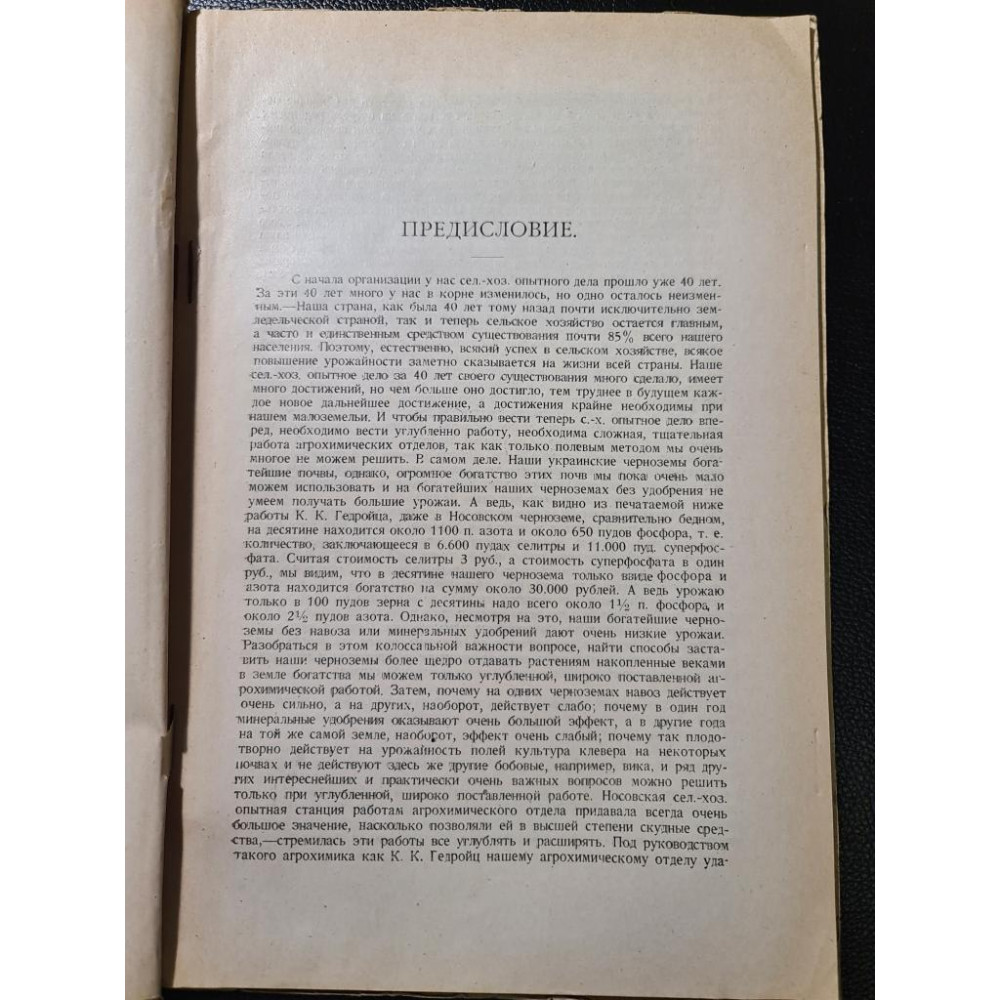 ПРЕДИСЛОВИЕ.
С начала организации у нас сел.-хоз. опытного дела прошло уже 40 лет.
За эти 40 лет много у нас в корне изменилось, но одно осталось неизмен-
ным.—Наша страна, как была 40 лет тому назад почти исключительно зем-
ледельческой страной, так и теперь сельское хозяйство остается главным,
а часто и единственным средством существования почти 85% всего нашего
населения. Поэтому, естественно, всякий успех в сельском хозяйстве, всякое
повышение урожайности заметно сказывается на жизни всей страны. Наше
сел.-хоз. опытное дело за 40 лет своего существования много сделало, имеет
много достижений, но чем больше оно достигло, тем труднее в будущем каж-
дое новое дальнейшее достижение, а достижения крайне необходимы при
нашем малоземельи. И чтобы правильно вести теперь с.-х. опытное дело впе-
ред, необходимо вести углубленно работу, необходима сложная, тщательная
работа агрохимических отделов, так как только полевым методом мы очень
многое не можем решить. В самом деле. Наши украинские черноземы бога-
тейшие почвы, однако, огромное богатство этих почв мы пока очень мало
можем использовать и на богатейших наших черноземах без удобрения не
умеем получать большие урожаи. А ведь, как видно из печатаемой ниже
работы К. К. Гедройца, даже в Носовском черноземе, сравнительно бедном,
на десятине находится около 1100 п. азота и около 650 пудов фосфора, т. е.
количество, заключающееся в 6.600 пудах селитры и 11.000 пуд. суперфос-
фата. Считая стоимость селитры 3 руб., а стоимость суперфосфата в один
руб., мы видим, что в десятине нашего чернозема только ввиде фосфора и
азота находится богатство на сумму около 30.000 рублей. А ведь урожаю
только в 100 пудов зерна с десятины надо всего около 1½ п. фосфора, и
около 2½ пудов азота. Однако, несмотря на это, наши богатейшие черно-
земы без навоза или минеральных удобрений дают очень низкие урожаи.
Разобраться в этом колоссальной важности вопросе, найти способы заста-
вить наши черноземы более щедро отдавать растениям накопленные веками
в земле богатства мы можем только углубленной, широко поставленной аг-
рохимической работой. Затем, почему на одних черноземах навоз действует
очень сильно, а на других, наоборот, действует слабо; почему в один год
минеральные удобрения оказывают очень большой эффект, а в другие года
на той же самой земле, наоборот, эффект очень слабый; почему так плодо-
творно действует на урожайность полей культура клевера на некоторых
почвах и не действуют здесь же другие бобовые, например, вика, и ряд дру-
гих интереснейших и практически очень важных вопросов можно решить
только при углубленной, широко поставленной работе. Носовская сел.-хоз.
опытная станция работам агрохимического отдела придавала всегда очень
большое значение, насколько позволяли ей в высшей степени скудные сред-
ства,—стремилась эти работы все углублять и расширять. Под руководством
такого агрохимика как К. К. Гедройц нашему агрохимическому отделу уда-